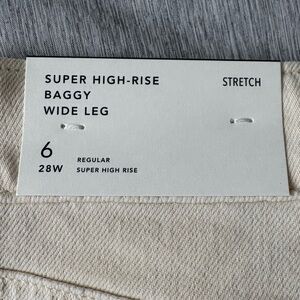 SUPER HIGH-RISE STRETCH
BAGGY
WIDE LEG
6 REGULAR
28W SUPER HIGH RISE